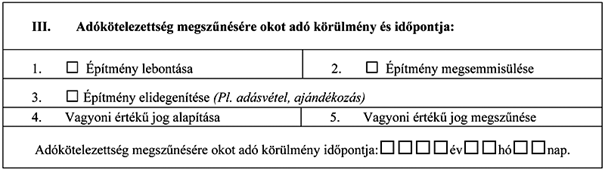 III. Adókötelezettség megszűnésére okot adó körülmény és időpontja:
1. ☐ Építmény lebontása 2. ☐ Építmény megsemmisülése
3. ☐ Építmény elidegenítése (Pl. adásvétel, ajándékozás)
4. Vagyoni értékű jog alapítása 5. Vagyoni értékű jog megszűnése
Adókötelezettség megszűnésére okot adó körülmény időpontja: ☐☐☐☐év☐☐hó☐☐nap.